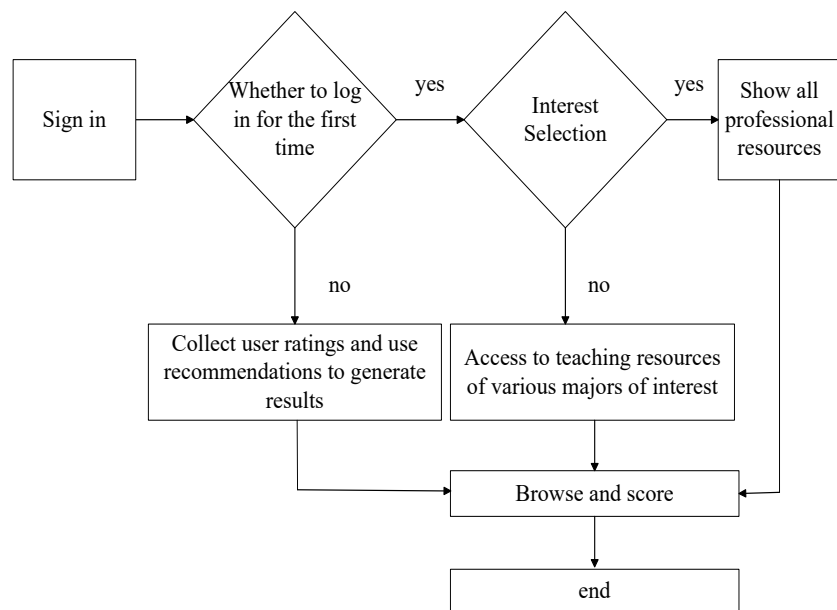 Sign in
Whether to log
in for the first
time
yes
Interest
Selection
yes
Show all
professional
resources
no
no
Collect user ratings and use
recommendations to generate
results
Access to teaching resources
of various majors of interest
Browse and score
end